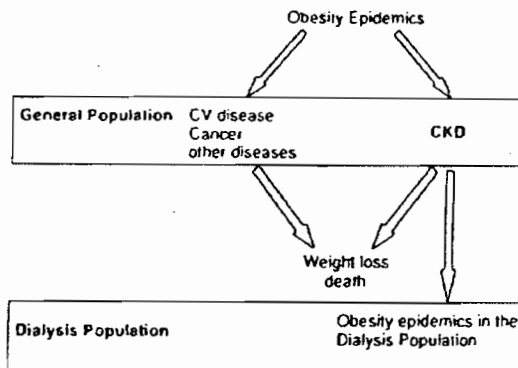 Obesity Epidemics
General Population
CV disease
Cancer
other diseases
CKD
Weight loss
death
Dialysis Population
Obesity epidemics in the
Dialysis Population